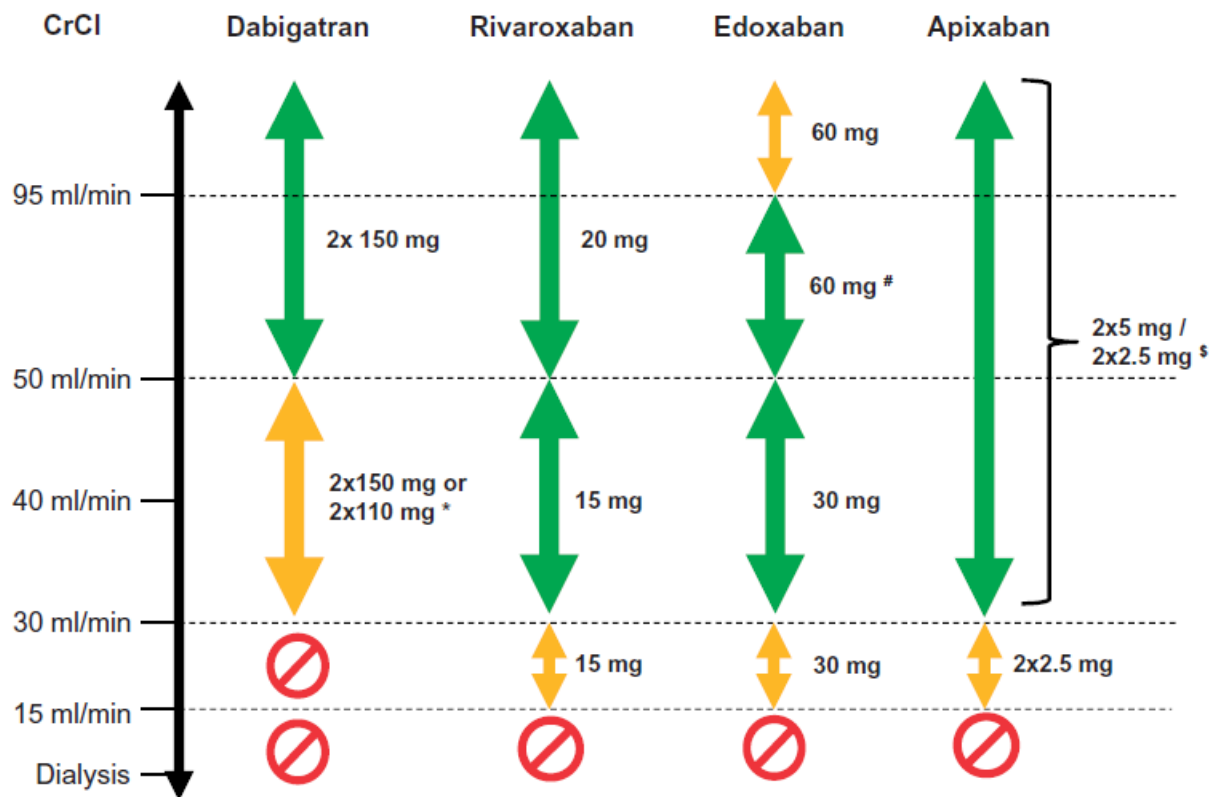 CrCl Dabigatran Rivaroxaban Edoxaban Apixaban
60 mg
95 ml/min
2x 150 mg 20 mg
60 mg #
2x5 mg /
2x2.5 mg $
50 ml/min
2x150 mg or
2x110 mg *
40 ml/min 15 mg 30 mg
30 ml/min
15 mg 30 mg 2x2.5 mg
15 ml/min
Dialysis